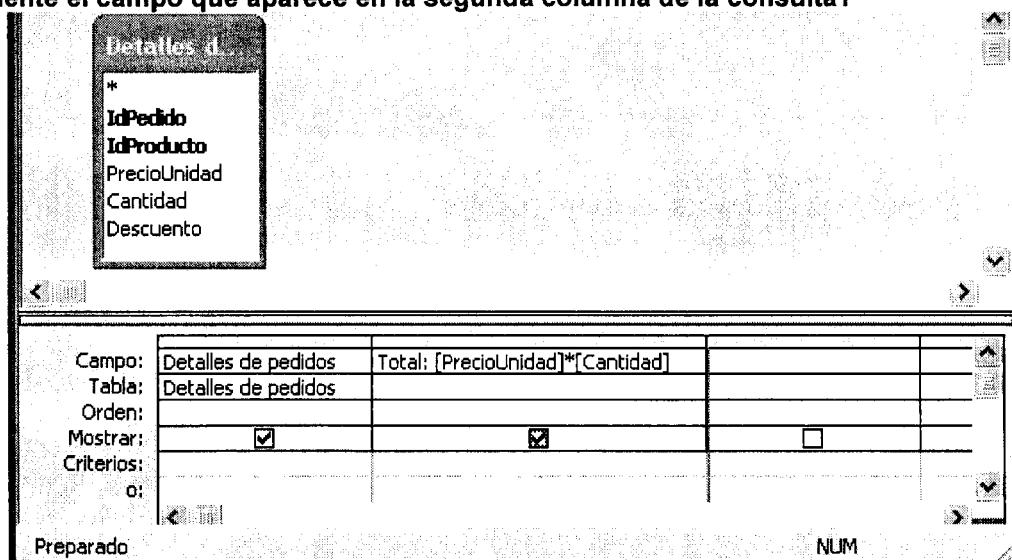 mente el campo que aparece en la segunda columna de la consulta?
Detalles d...
*
IdPedido
IdProducto
PrecioUnidad
Cantidad
Descuento
Campo: Detalles de pedidos Total: [PrecioUnidad]*[Cantidad]
Tabla: Detalles de pedidos
Orden:
Mostrar:
Criterios:
o:
Preparado NUM